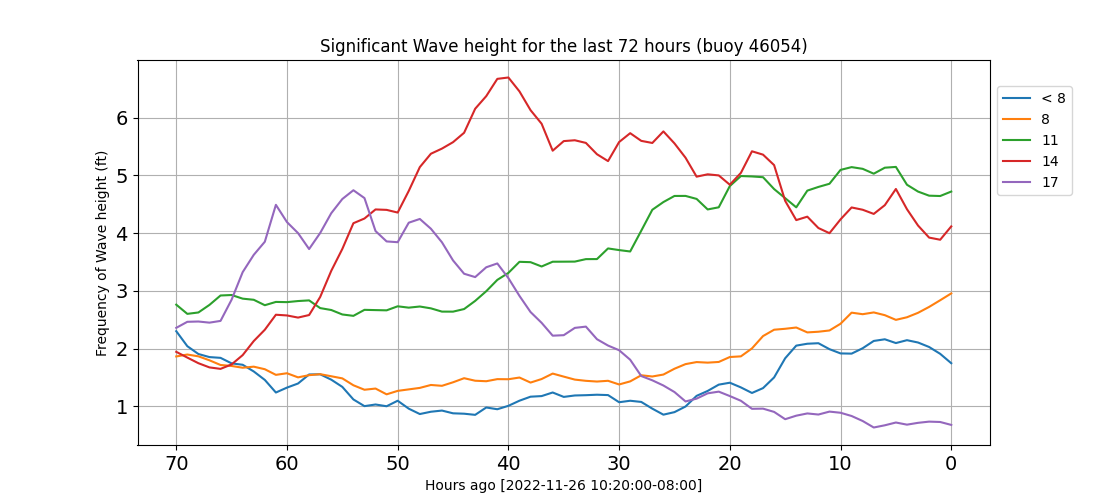 Significant Wave height for the last 72 hours (buoy 46054)
Frequency of Wave height (ft)
6
5
4
3
2
1
70 60 50 40 30 20 10 0
Hours ago [2022-11-26 10:20:00-08:00]
< 8
8
11
14
17